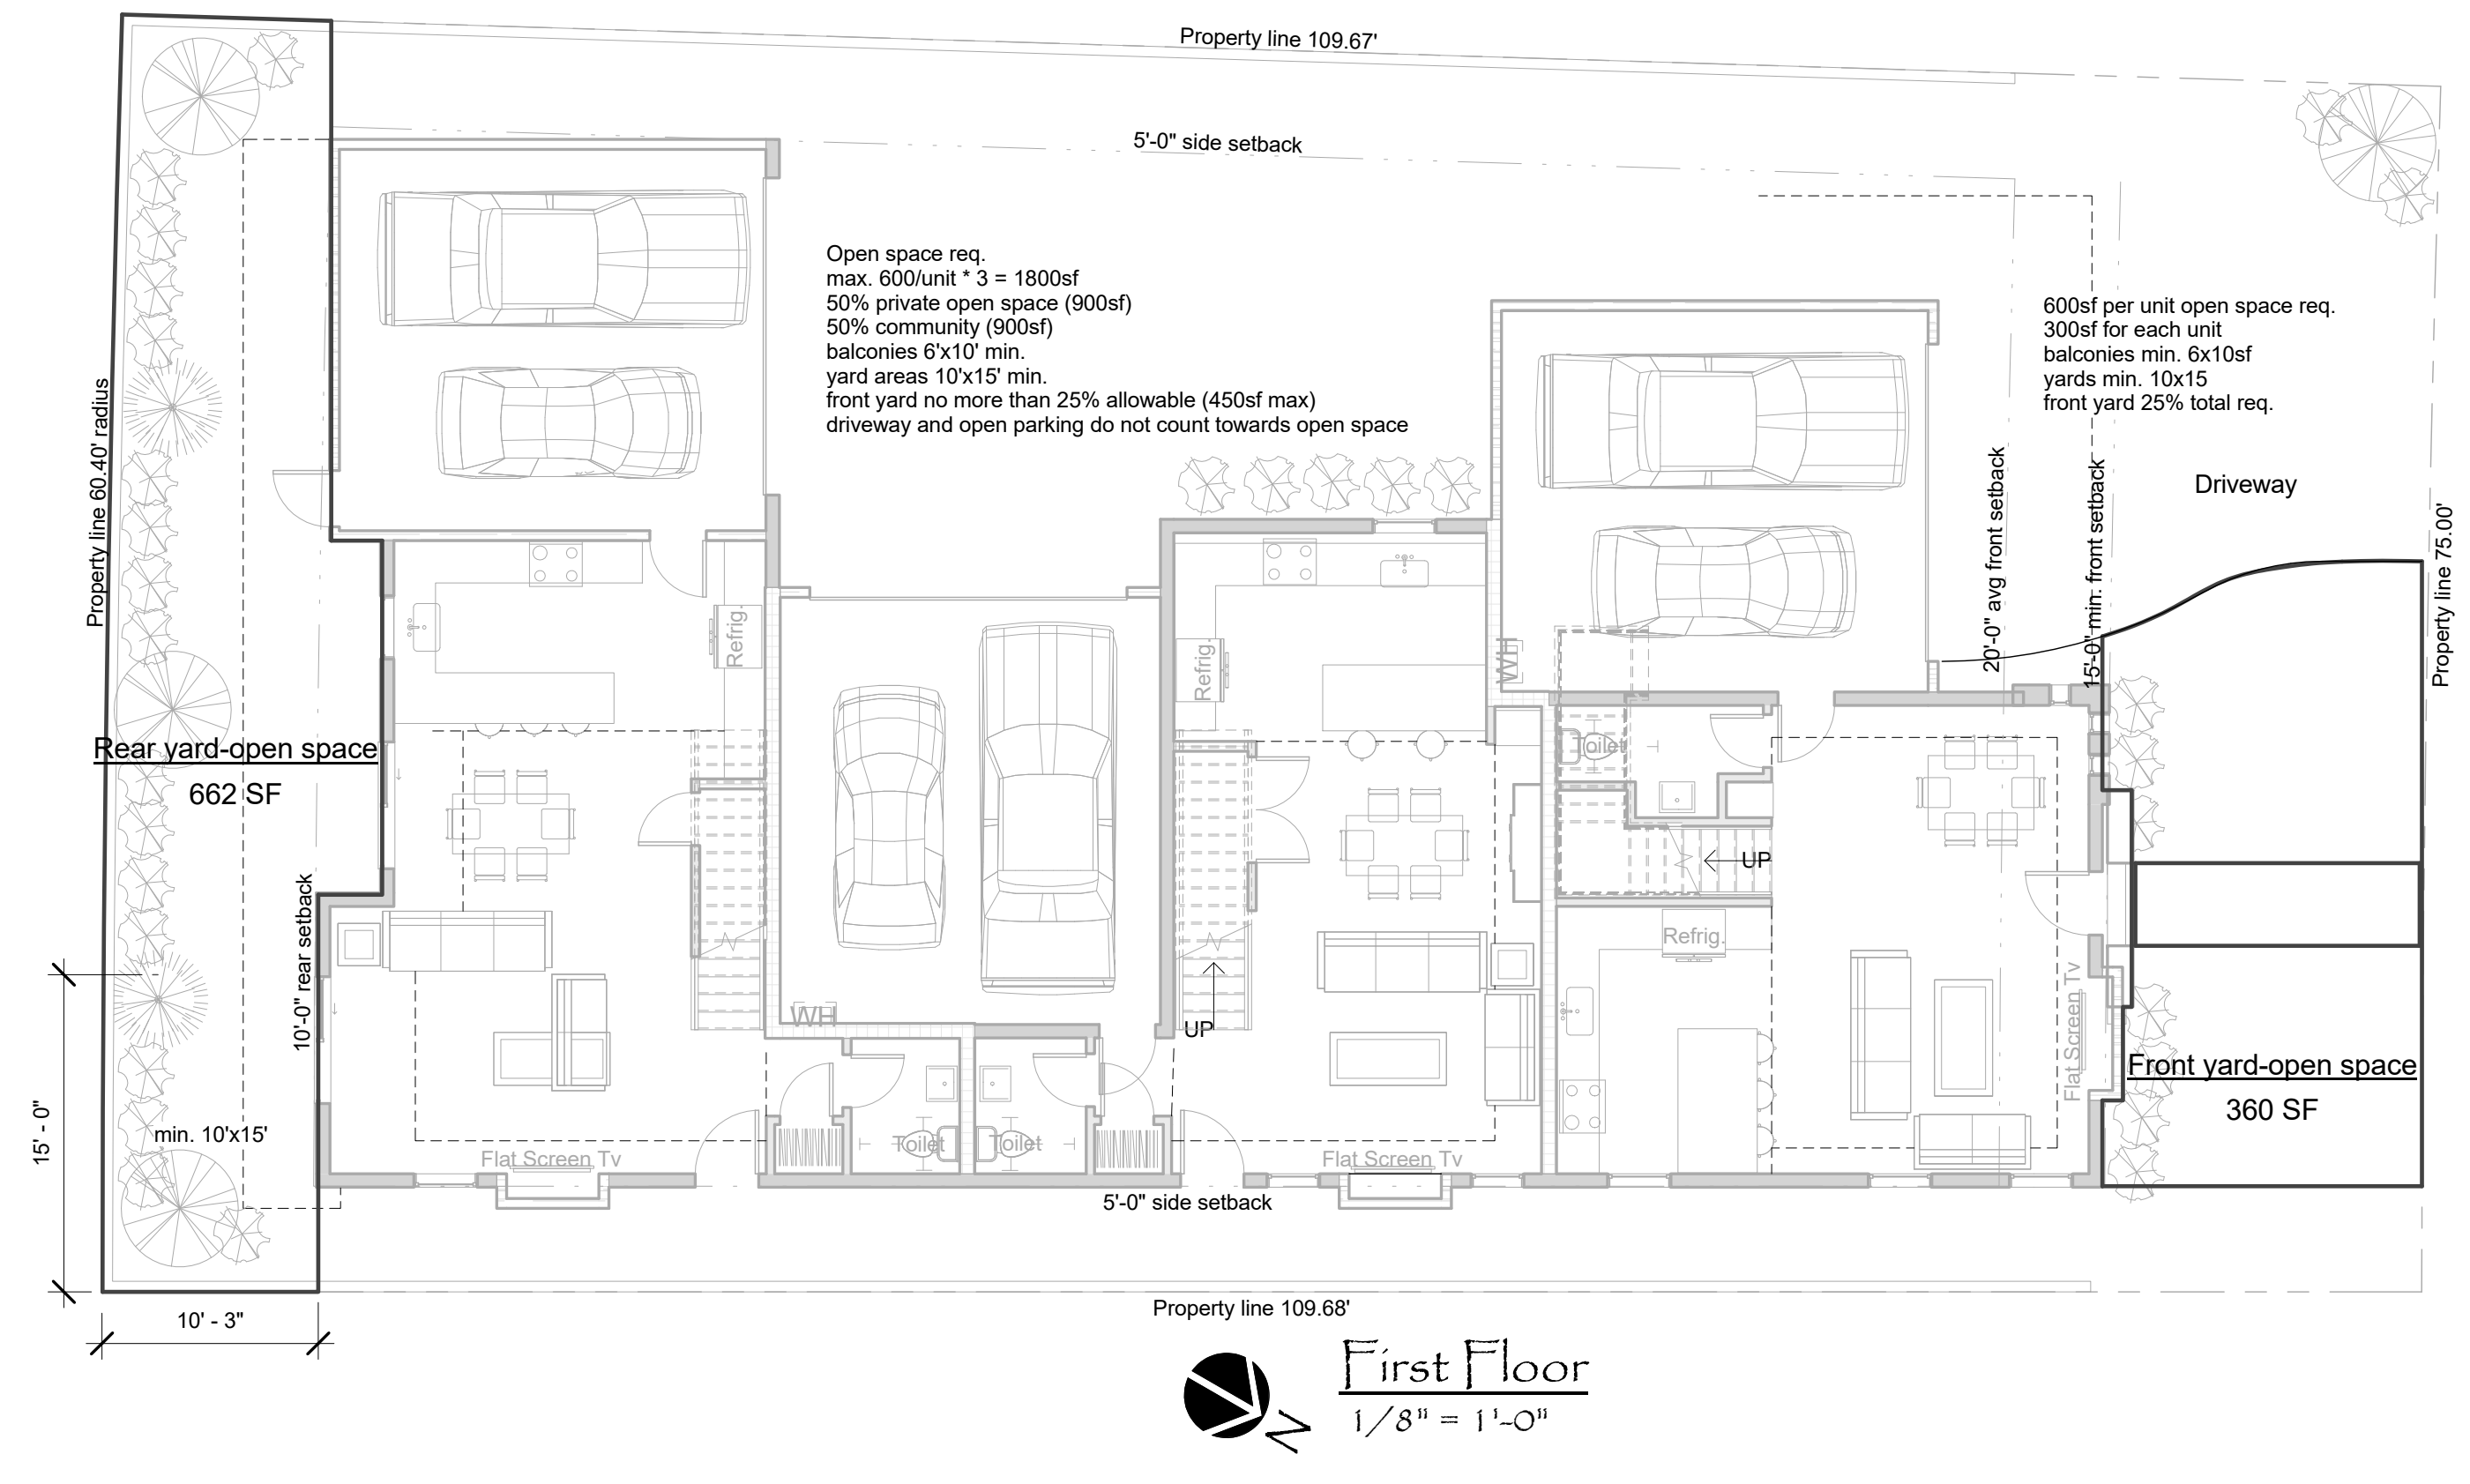 Property line 109.67'
5'-0" side setback
Open space req.
max. 600/unit * 3 = 1800sf
50% private open space (900sf)
50% community (900sf)
balconies 6'x10' min.
yard areas 10'x15' min.
front yard no more than 25% allowable (450sf max)
driveway and open parking do not count towards open space
600sf per unit open space req.
300sf for each unit
balconies min. 6x10sf
yards min. 10x15
front yard 25% total req.
Driveway
Property line 60.40' radius
20'-0" avg front setback
15'-0" min. front setback
Property line 75.00'
Refrig.
Refrig.
WH
Rear yard-open space
662 SF
Toilet
UP
Refrig.
10'-0" rear setback
WH
UP
Flat Screen Tv
Front yard-open space
360 SF
15' - 0"
min. 10'x15'
Toilet
Toilet
Flat Screen Tv
Flat Screen Tv
5'-0" side setback
Property line 109.68'
10' - 3"
N
First Floor
1/8" = 1'-0"